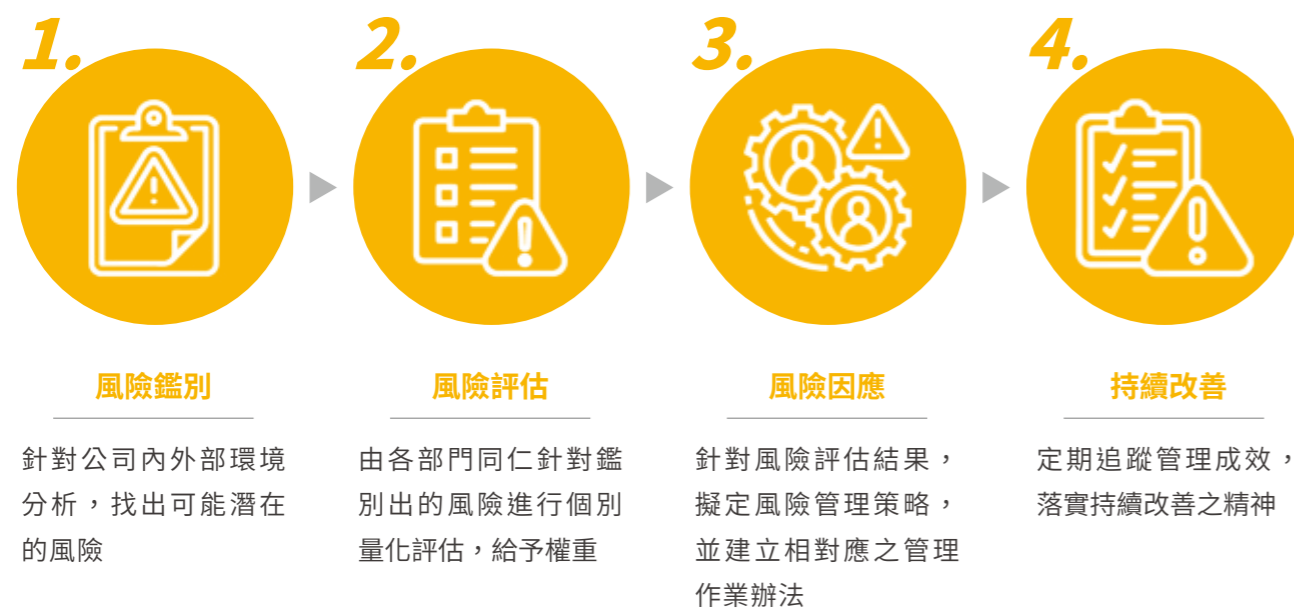 1.
2.
3.
4.
風險鑑別
針對公司內外部環境
分析，找出可能潛在
的風險
風險評估
由各部門同仁針對鑑
別出的風險進行個別
量化評估，給予權重
風險因應
針對風險評估結果，
擬定風險管理策略，
並建立相對應之管理
作業辦法
持續改善
定期追蹤管理成效，
落實持續改善之精神